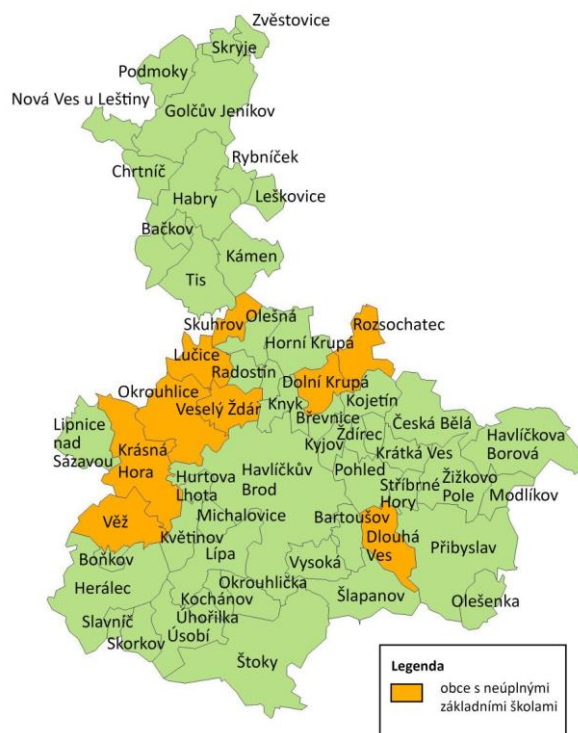 Zvěstovice
Skryje
Podmoky
Nová Ves u Leštiny
Golčův Jeníkov
Rybníček
Chrtníč
Leškovice
Habry
Bačkov
Kámen
Tis
Skuhrov
Olešná
Rozsochatec
Horní Krupá
Lučice
Radostín
Dolní Krupá
Okrouhlice
Veselý Ždár
Knyk
Kojetín
Břevnice
Ždírec
Česká Bělá
Lipnice
nad
Sázavou
Havlíčkova
Borová
Krásná
Hora
Kyjov
Krátká Ves
Hurtova
Lhota
Havlíčkův
Brod
Pohled
Stříbrné
Hory
Žižkovo
Pole
Modlíkov
Věž
Michalovice
Bartoušov
Dlouhá
Ves
Přibyslav
Květinov
Lípa
Vysoká
Boňkov
Herálec
Okrouhlička
Kochánov
Šlapanov
Olešenka
Slavníč
Úhořilka
Skorkov
Úsobí
Štoky
Legenda
obce s neúplnými
základními školami